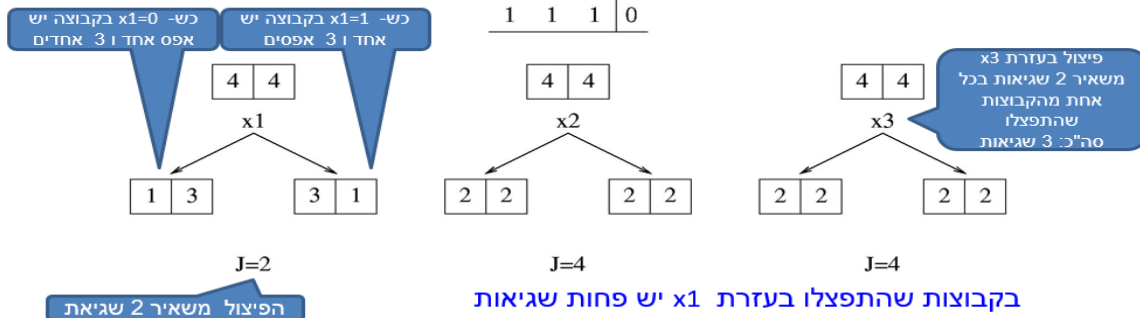 כש- x1=0 בקבוצה יש
אפס אחד ו 3 אחדים
כש- x1=1 בקבוצה יש
אחד ו 3 אפסים
1 1 1 0
4 4
4 4
4 4
x1
x2
x3
פיצול בעזרת x3
משאיר 2 שגיאות בכל
אחת מהקבוצות
שהתפצלו
סה"כ: 3 שגיאות
1 3
3 1
2 2
2 2
2 2
2 2
J=2
J=4
J=4
הפיצול משאיר 2 שגיאת
בקבוצות שהתפצלו בעזרת x1 יש פחות שגיאות